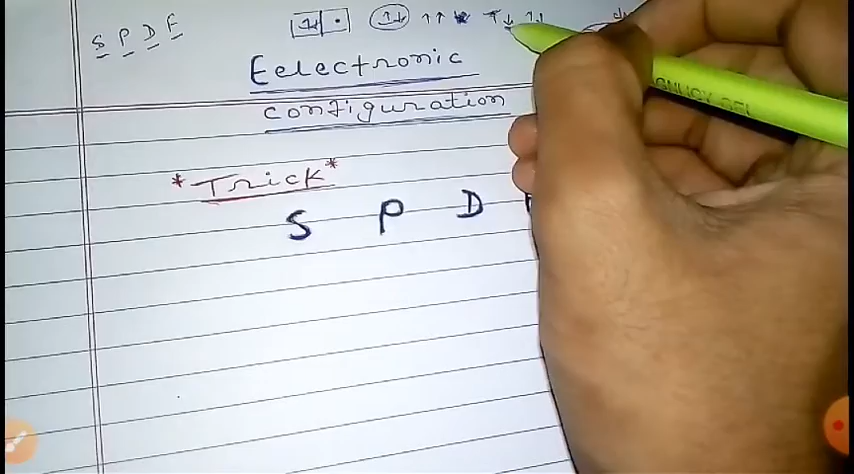 S P D F
↑↓ • ↑↓ ↑↑ ↑↓ ↑↓
Eelectronic
configuration
*Trick*
S P D